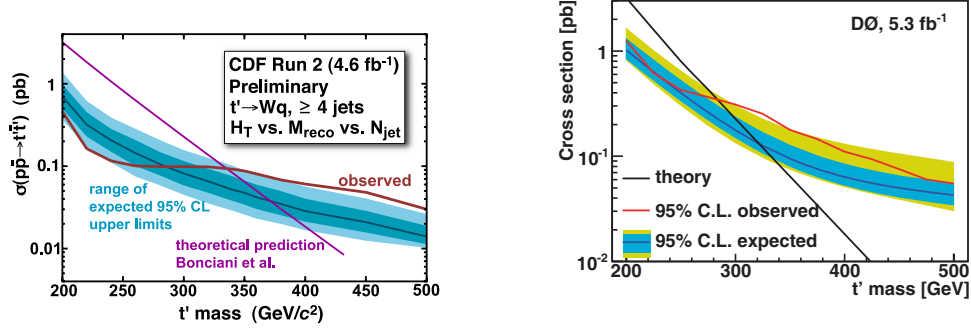 σ(pp̄→t't̄') (pb)
1
0.1
0.01
CDF Run 2 (4.6 fb⁻¹)
Preliminary
t'→Wq, ≥ 4 jets
H_T vs. M_reco vs. N_jet
observed
range of
expected 95% CL
upper limits
theoretical prediction
Bonciani et al.
200 250 300 350 400 450 500
t' mass (GeV/c²)
Cross section [pb]
1
10⁻¹
10⁻²
DØ, 5.3 fb⁻¹
theory
95% C.L. observed
95% C.L. expected
200 300 400 500
t' mass [GeV]